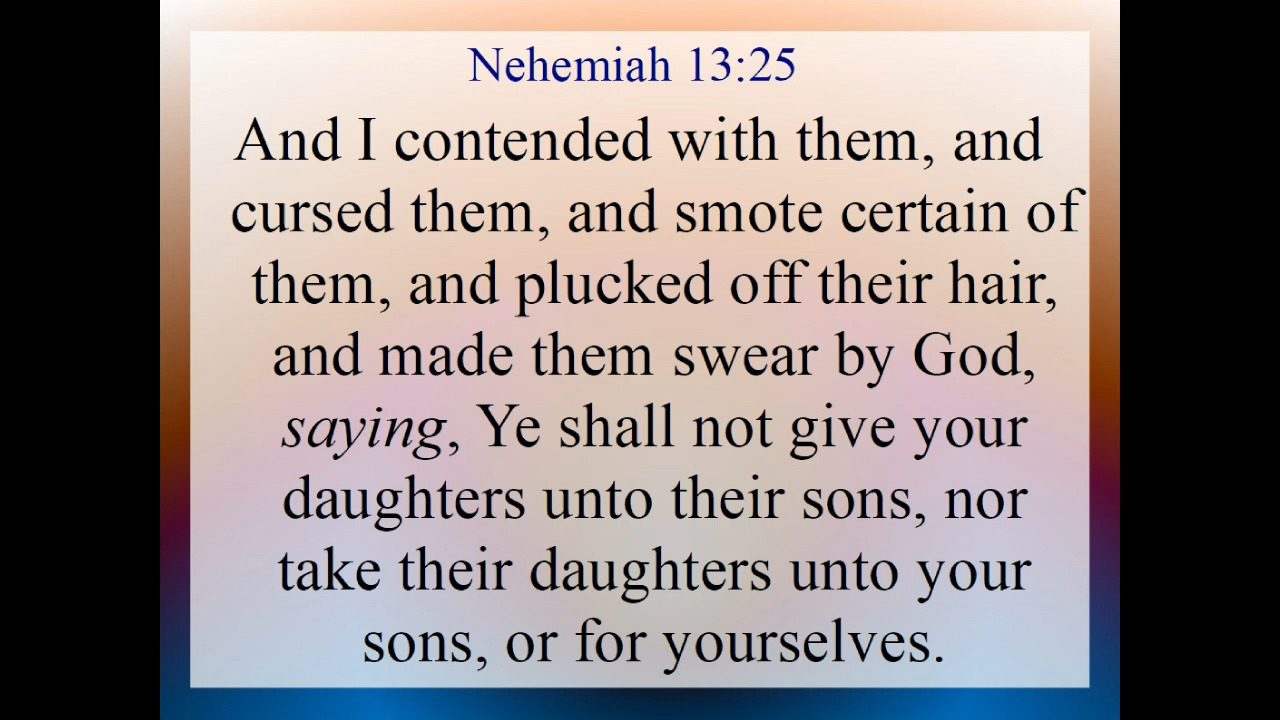 Nehemiah 13:25
And I contended with them, and
cursed them, and smote certain of
them, and plucked off their hair,
and made them swear by God,
saying, Ye shall not give your
daughters unto their sons, nor
take their daughters unto your
sons, or for yourselves.